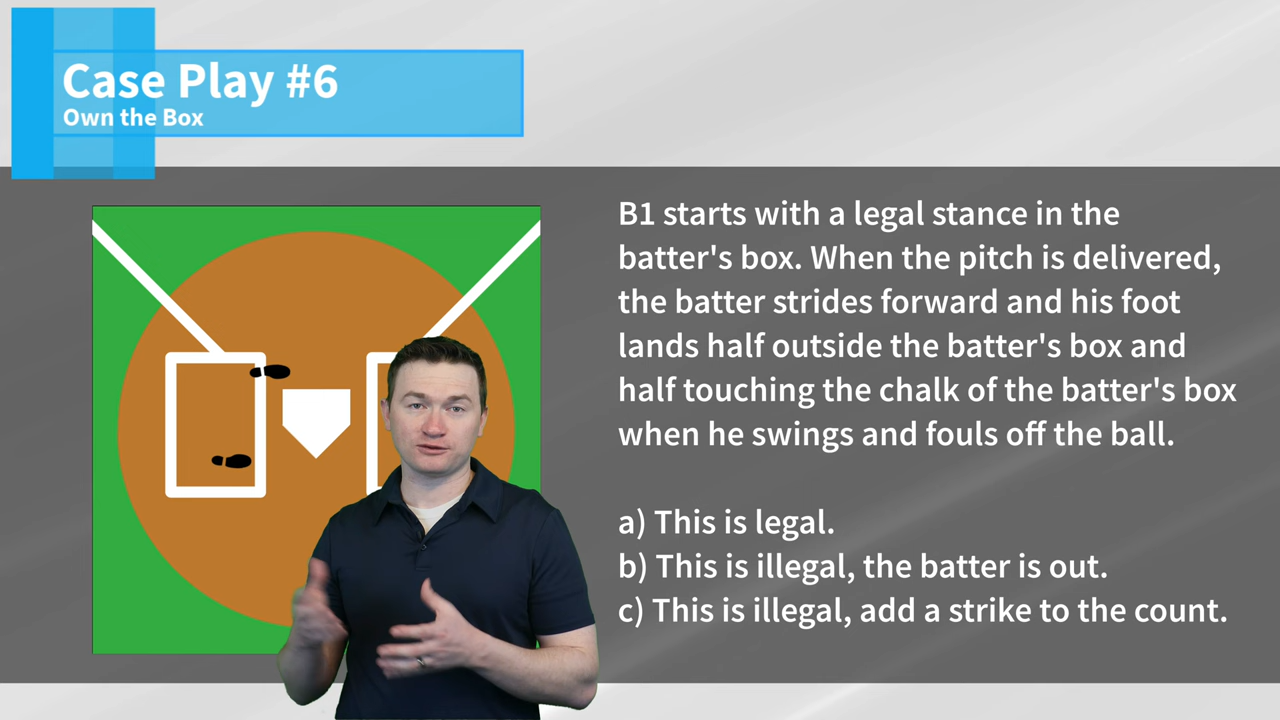 Case Play #6
Own the Box
B1 starts with a legal stance in the
batter's box. When the pitch is delivered,
the batter strides forward and his foot
lands half outside the batter's box and
half touching the chalk of the batter's box
when he swings and fouls off the ball.
a) This is legal.
b) This is illegal, the batter is out.
c) This is illegal, add a strike to the count.